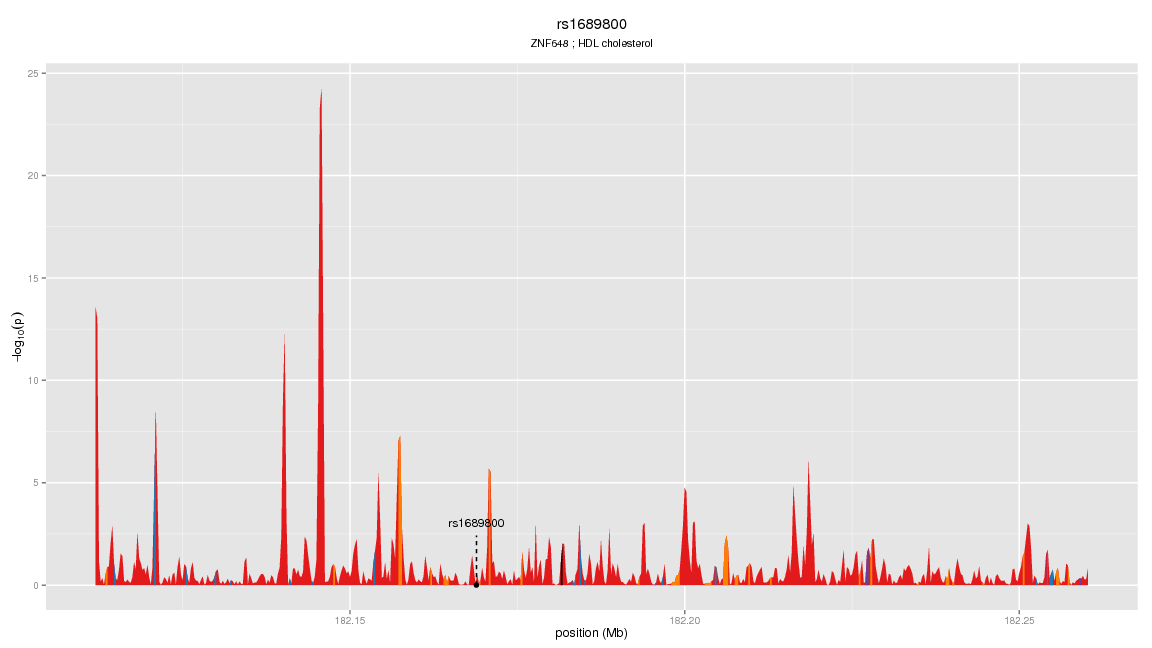 rs1689800
ZNF648 ; HDL cholesterol
25
20
15
10
5
0
−log10(p)
rs1689800
182.15
182.20
182.25
position (Mb)